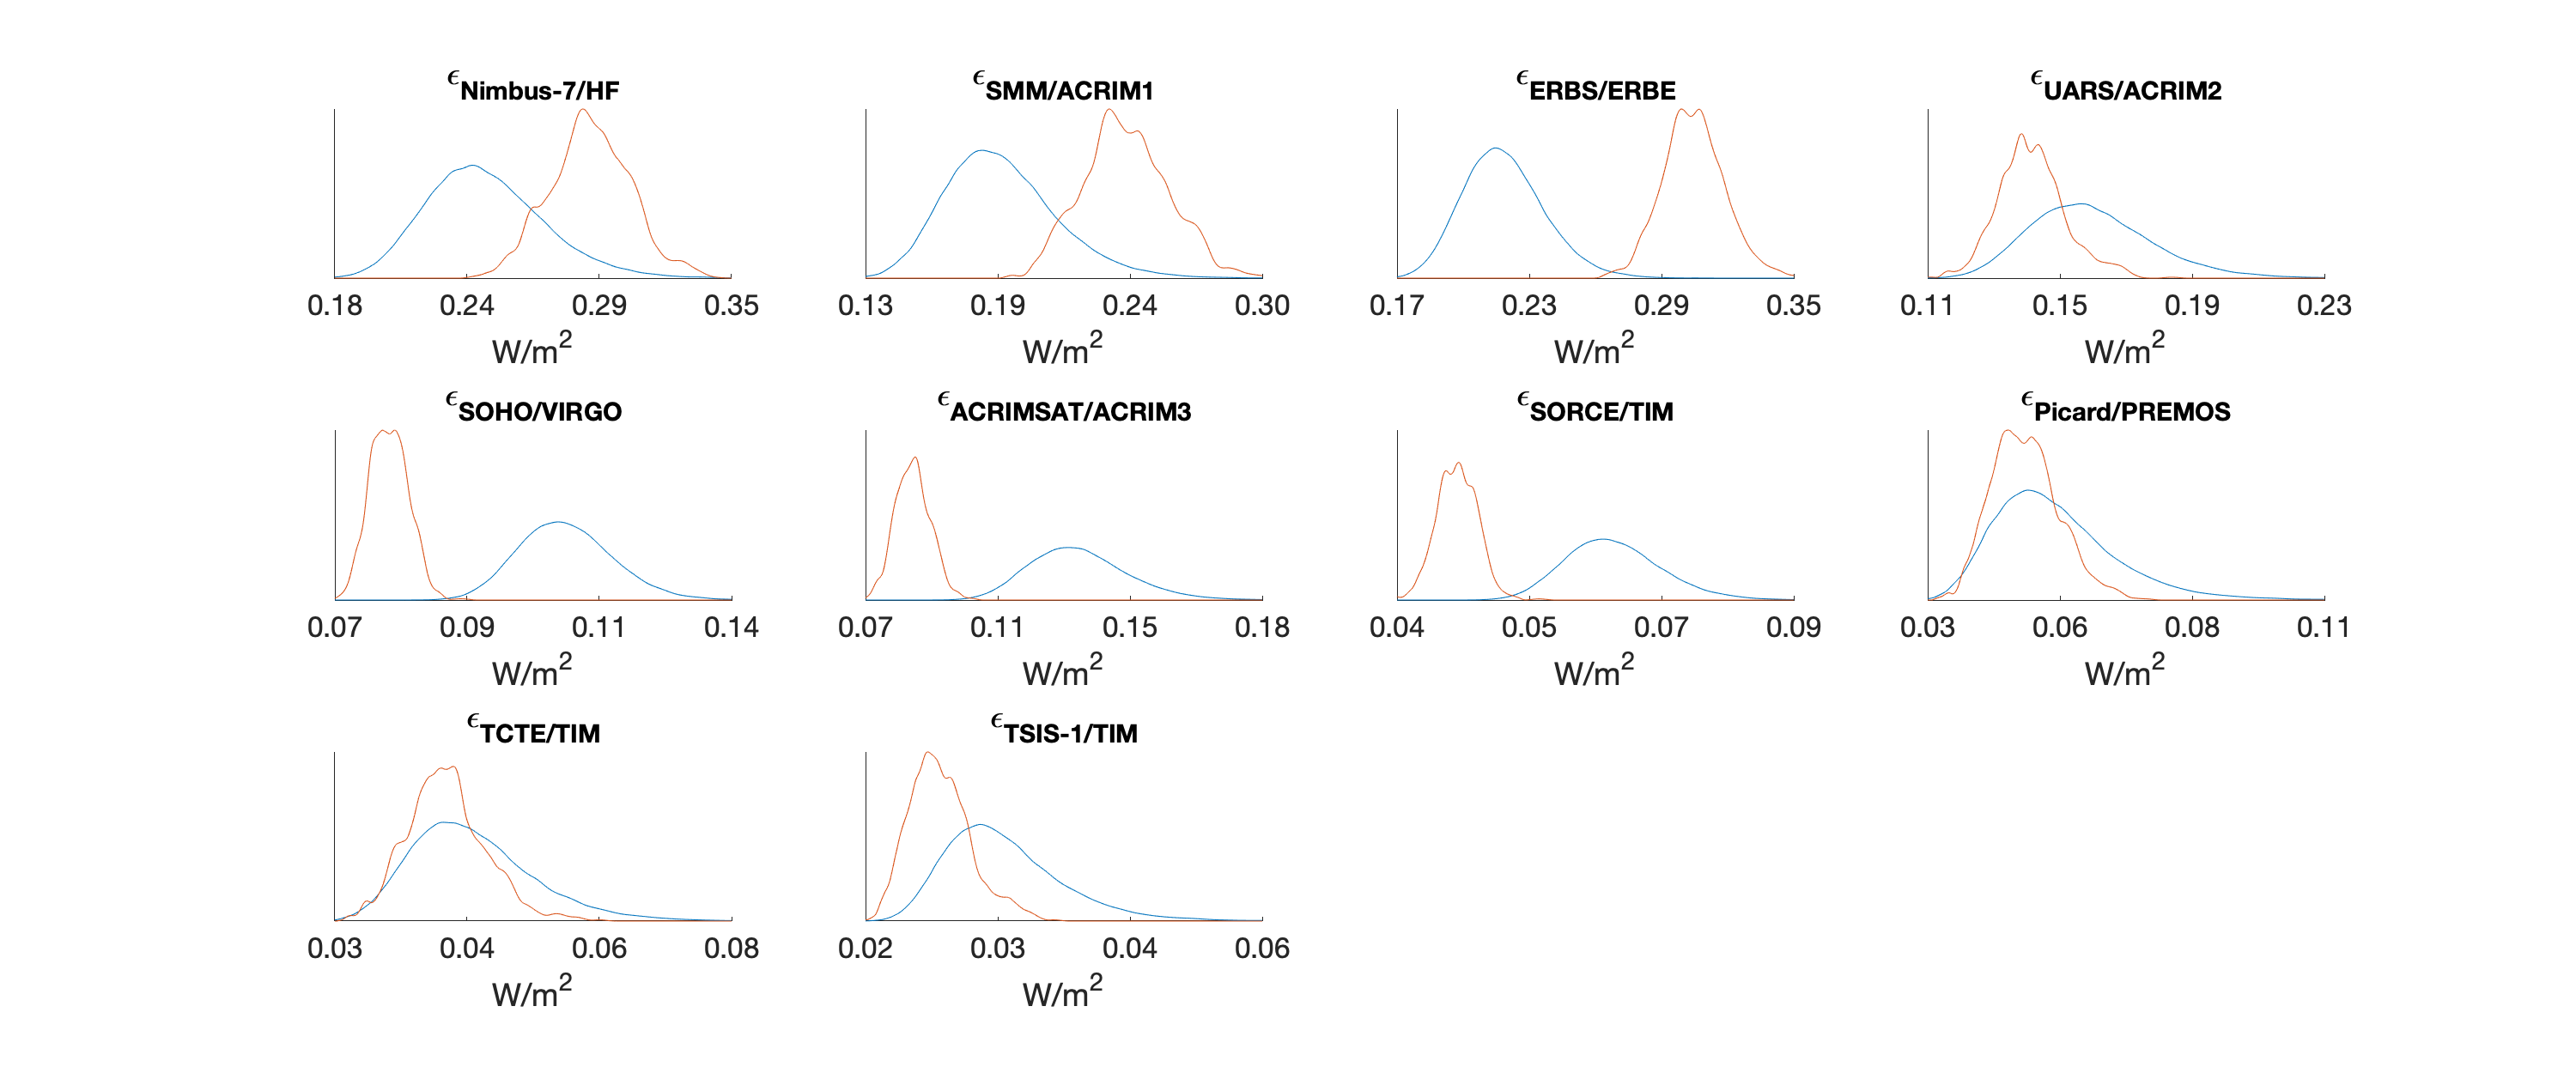 ϵNimbus-7/HF
ϵSMM/ACRIM1
ϵERBS/ERBE
ϵUARS/ACRIM2
0.18 0.24 0.29 0.35
0.13 0.19 0.24 0.30
0.17 0.23 0.29 0.35
0.11 0.15 0.19 0.23
W/m²
W/m²
W/m²
W/m²
ϵSOHO/VIRGO
ϵACRIMSAT/ACRIM3
ϵSORCE/TIM
ϵPicard/PREMOS
0.07 0.09 0.11 0.14
0.07 0.11 0.15 0.18
0.04 0.05 0.07 0.09
0.03 0.06 0.08 0.11
W/m²
W/m²
W/m²
W/m²
ϵTCTE/TIM
ϵTSIS-1/TIM
0.03 0.04 0.06 0.08
0.02 0.03 0.04 0.06
W/m²
W/m²